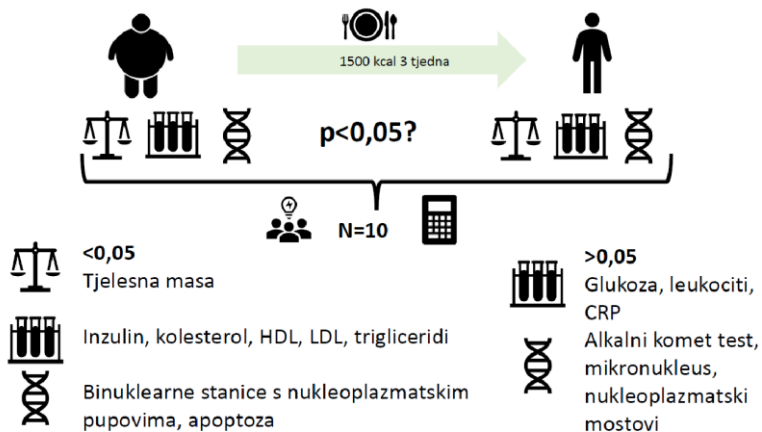 1500 kcal 3 tjedna
p<0,05?
N=10
<0,05
Tjelesna masa
Inzulin, kolesterol, HDL, LDL, trigliceridi
Binuklearne stanice s nukleoplazmatskim
pupovima, apoptoza
>0,05
Glukoza, leukociti,
CRP
Alkalni komet test,
mikronukleus,
nukleoplazmatski
mostovi